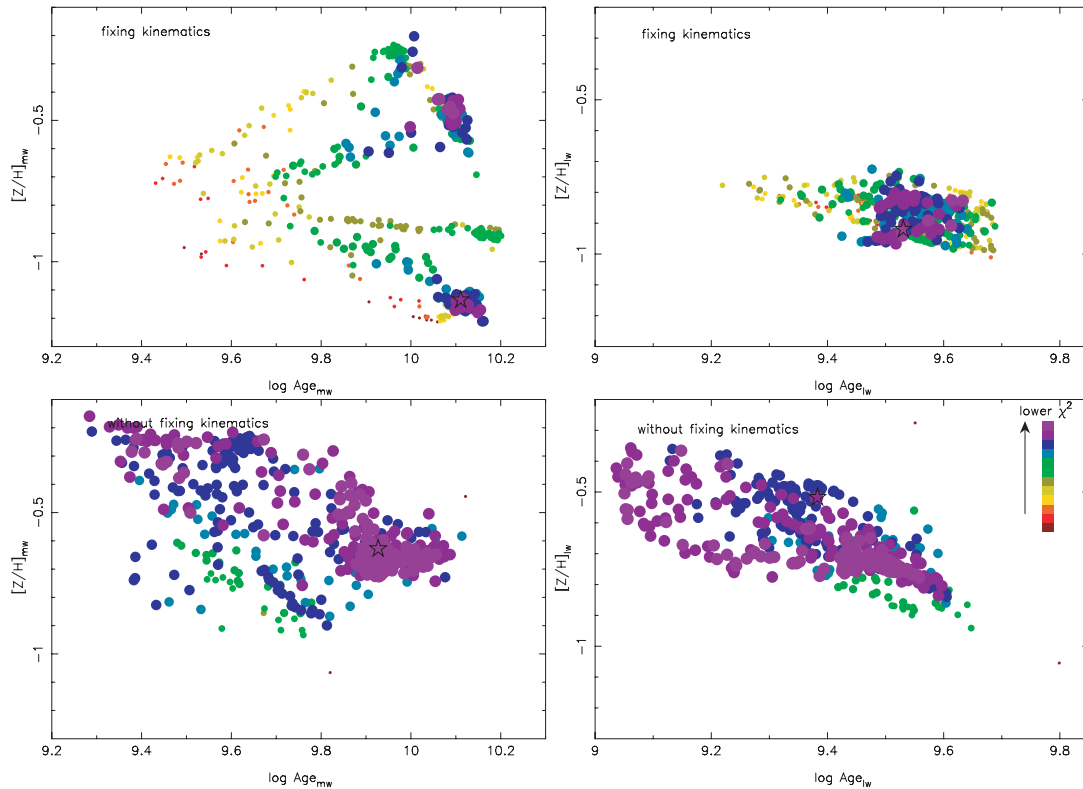 fixing kinematics
−0.5
−1
[Z/H]mw
9.2 9.4 9.6 9.8 10 10.2
log Agemw
fixing kinematics
−0.5
−1
[Z/H]lw
9 9.2 9.4 9.6 9.8
log Agelw
without fixing kinematics
−0.5
−1
[Z/H]mw
9.2 9.4 9.6 9.8 10 10.2
log Agemw
lower χ²
without fixing kinematics
−0.5
−1
[Z/H]lw
9 9.2 9.4 9.6 9.8
log Agelw